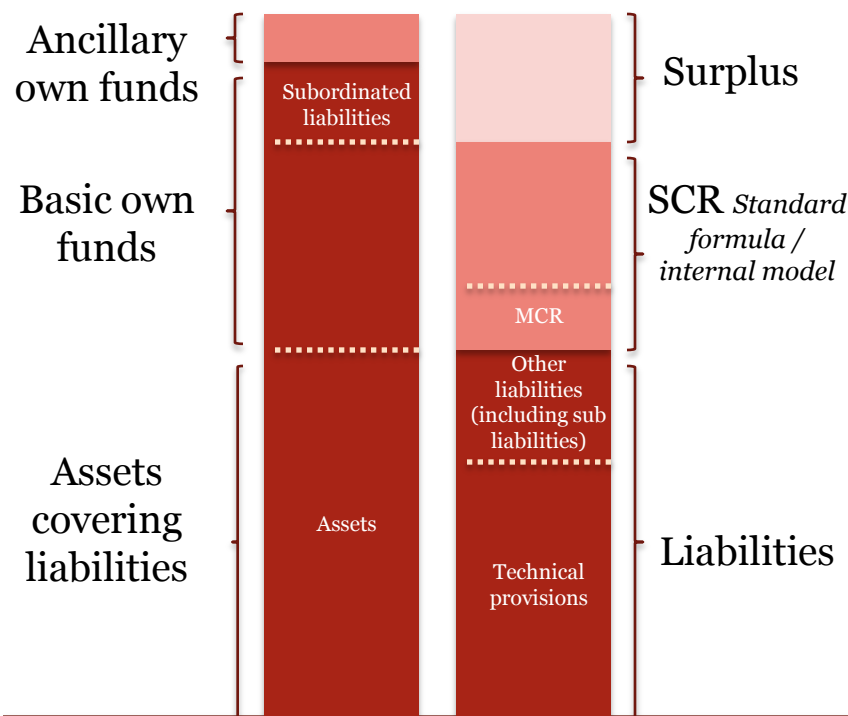 Ancillary
own funds
Basic own
funds
Assets
covering
liabilities
Subordinated
liabilities
Assets
MCR
Other
liabilities
(including sub
liabilities)
Technical
provisions
Surplus
SCR Standard
formula /
internal model
Liabilities